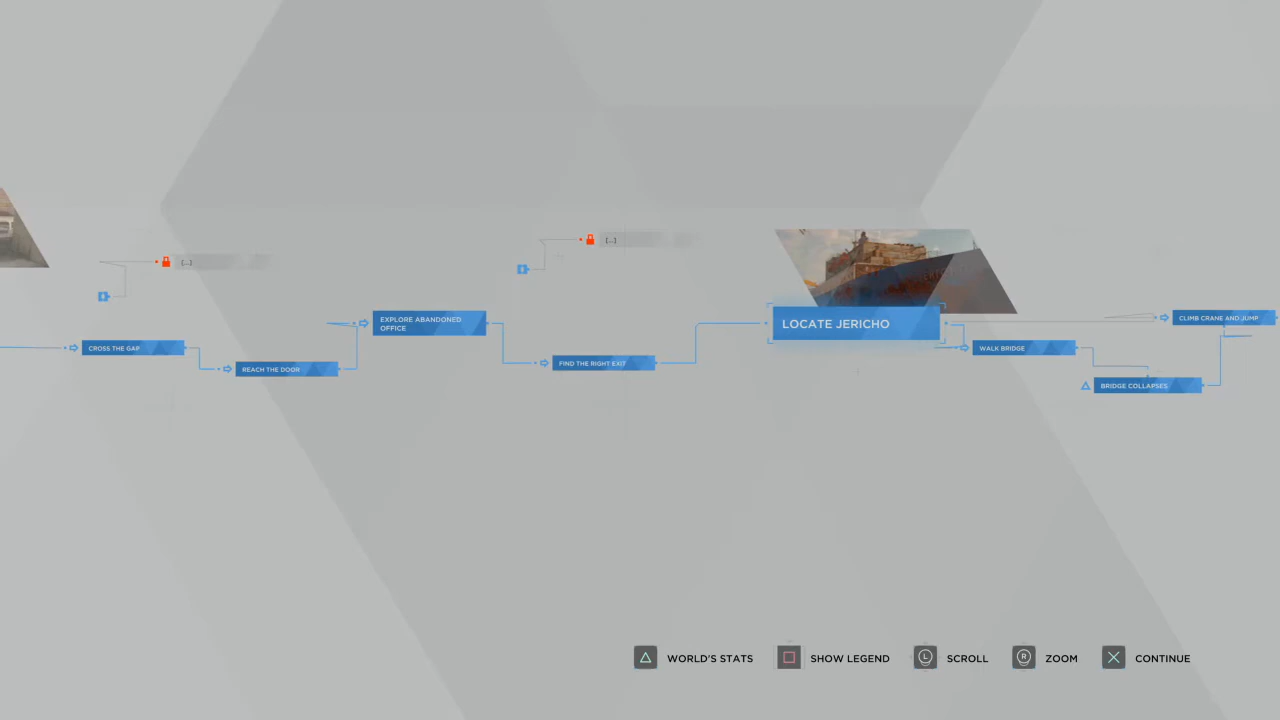 [...]
[...]
CROSS THE GAP
REACH THE DOOR
EXPLORE ABANDONED
OFFICE
FIND THE RIGHT EXIT
LOCATE JERICHO
WALK BRIDGE
BRIDGE COLLAPSES
CLIMB CRANE AND JUMP
WORLD'S STATS
SHOW LEGEND
L
SCROLL
R
ZOOM
CONTINUE